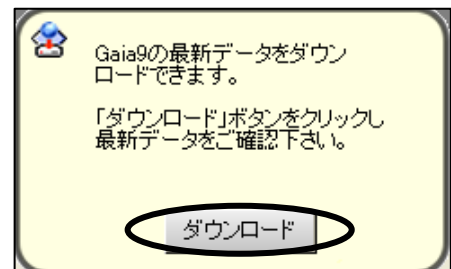 Gaia9の最新データをダウン
ロードできます。
「ダウンロード」ボタンをクリックし
最新データをご確認下さい。
ダウンロード